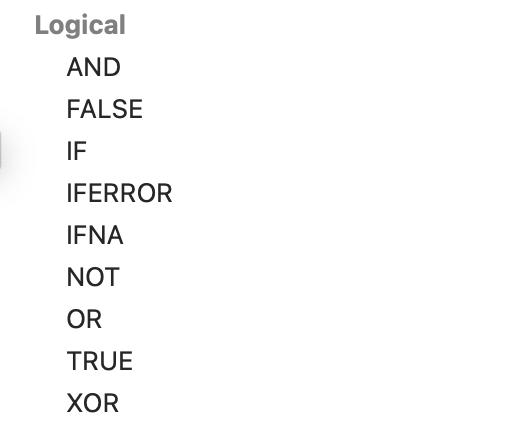 Logical
AND
FALSE
IF
IFERROR
IFNA
NOT
OR
TRUE
XOR